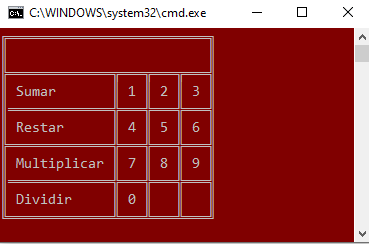 C:\WINDOWS\system32\cmd.exe
Sumar 1 2 3
Restar 4 5 6
Multiplicar 7 8 9
Dividir 0